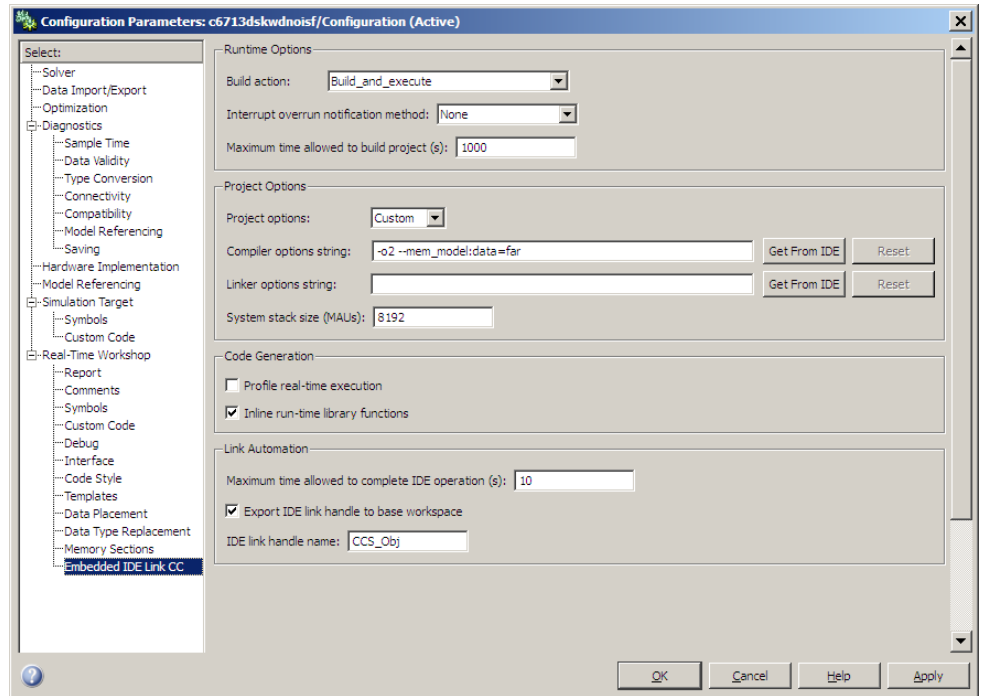 Configuration Parameters: c6713dskwdnoisf/Configuration (Active)
Select:
Solver
Data Import/Export
Optimization
Diagnostics
Sample Time
Data Validity
Type Conversion
Connectivity
Compatibility
Model Referencing
Saving
Hardware Implementation
Model Referencing
Simulation Target
Symbols
Custom Code
Real-Time Workshop
Report
Comments
Symbols
Custom Code
Debug
Interface
Code Style
Templates
Data Placement
Data Type Replacement
Memory Sections
Embedded IDE Link CC
Runtime Options
Build action: Build_and_execute
Interrupt overrun notification method: None
Maximum time allowed to build project (s): 1000
Project Options
Project options: Custom
Compiler options string: -o2 --mem_model:data=far Get From IDE Reset
Linker options string: Get From IDE Reset
System stack size (MAUs): 8192
Code Generation
Profile real-time execution
Inline run-time library functions
Link Automation
Maximum time allowed to complete IDE operation (s): 10
Export IDE link handle to base workspace
IDE link handle name: CCS_Obj
? OK Cancel Help Apply